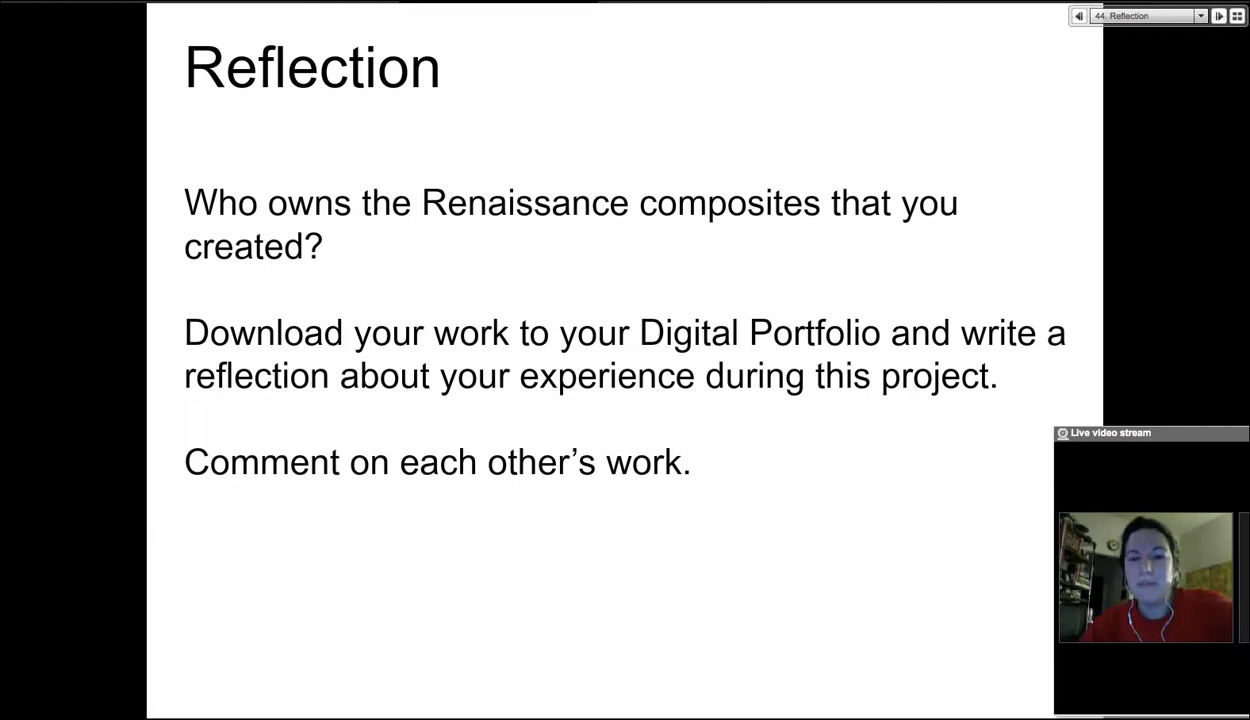 44. Reflection
Reflection
Who owns the Renaissance composites that you
created?
Download your work to your Digital Portfolio and write a
reflection about your experience during this project.
Comment on each other’s work.
Live video stream